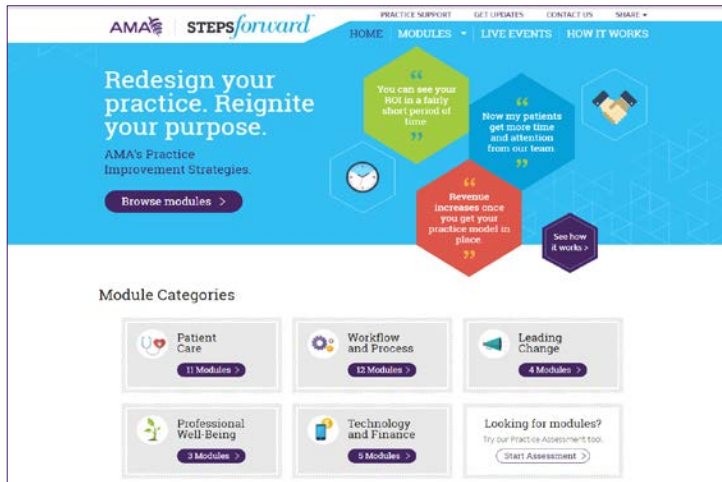 PRACTICE SUPPORT GET UPDATES CONTACT US SHARE
AMA STEPSforward™
HOME MODULES LIVE EVENTS HOW IT WORKS
Redesign your
practice. Reignite
your purpose.
AMA's Practice
Improvement Strategies.
Browse modules >
“
You can see your
ROI in a fairly
short period of
time
”
“
Now my patients
get more time
and attention
from our team
”
“
Revenue
increases once
you get your
practice model in
place.
”
See how
it works >
Module Categories
Patient
Care
11 Modules >
Workflow
and Process
12 Modules >
Leading
Change
4 Modules >
Professional
Well-Being
3 Modules >
Technology
and Finance
5 Modules >
Looking for modules?
Try our Practice Assessment tool.
Start Assessment >